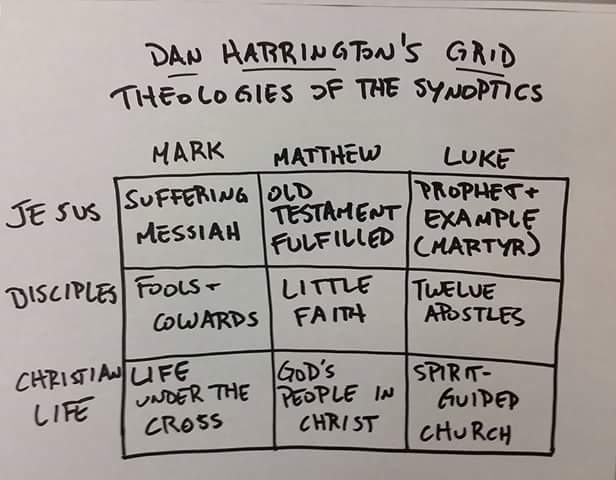 DAN HARRINGTON'S GRID
THEOLOGIES OF THE SYNOPTICS
MARK MATTHEW LUKE
JESUS
SUFFERING
MESSIAH
OLD
TESTAMENT
FULFILLED
PROPHET +
EXAMPLE
(MARTYR)
DISCIPLES
FOOLS +
COWARDS
LITTLE
FAITH
TWELVE
APOSTLES
CHRISTIAN
LIFE
LIFE
UNDER THE
CROSS
GOD'S
PEOPLE IN
CHRIST
SPIRIT-
GUIDED
CHURCH